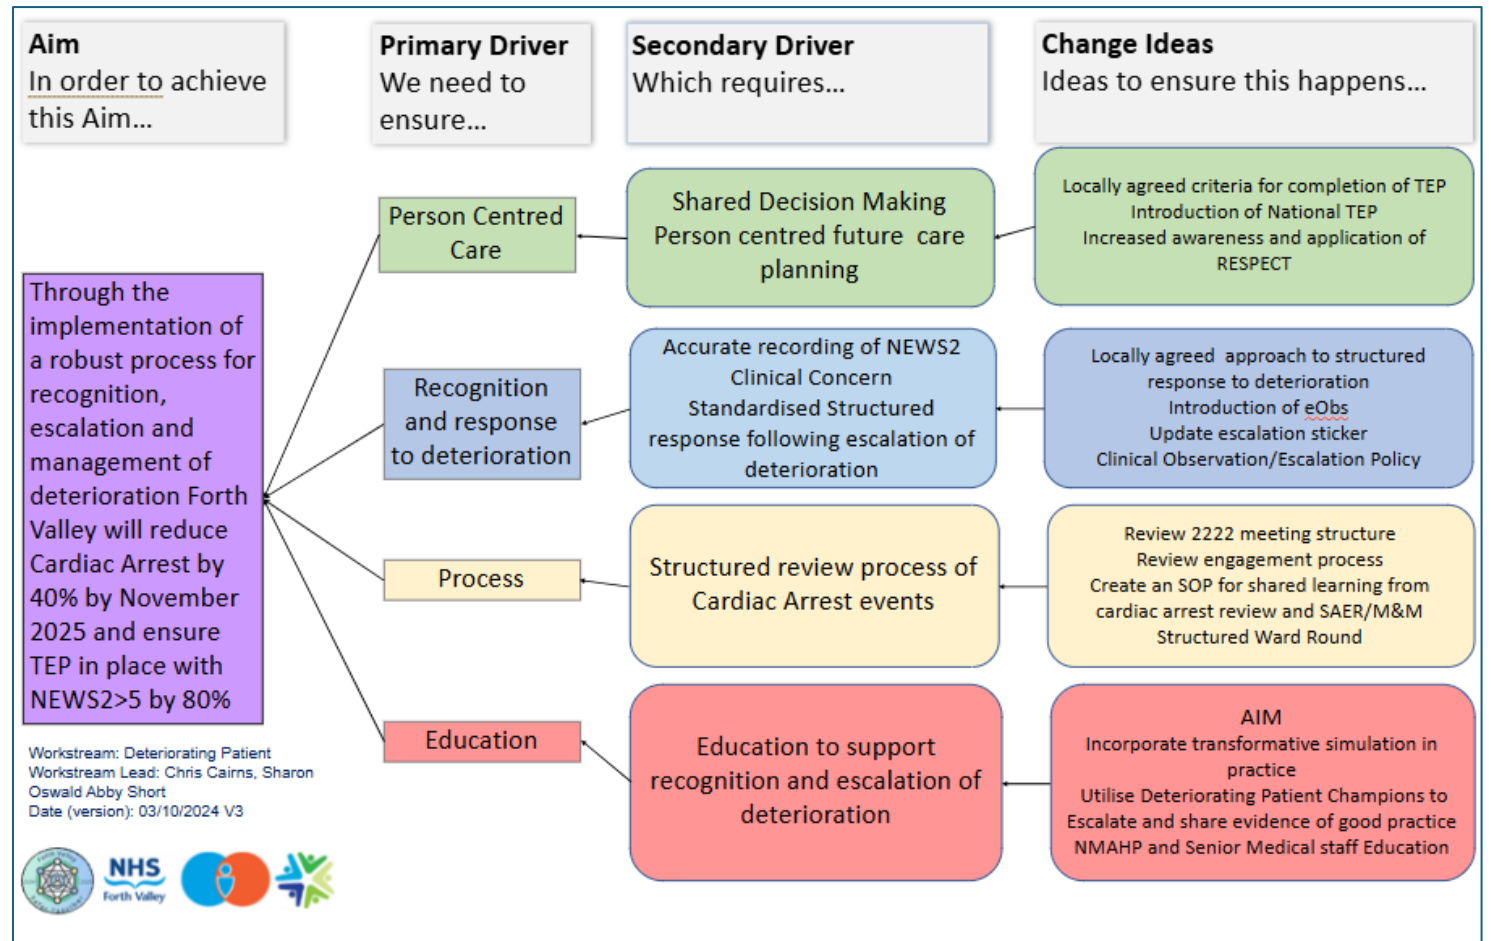 Aim
In order to achieve
this Aim...
Primary Driver
We need to
ensure...
Secondary Driver
Which requires...
Change Ideas
Ideas to ensure this happens...
Through the
implementation of
a robust process for
recognition,
escalation and
management of
deterioration Forth
Valley will reduce
Cardiac Arrest by
40% by November
2025 and ensure
TEP in place with
NEWS2>5 by 80%
Person Centred
Care
Shared Decision Making
Person centred future  care
planning
Locally agreed criteria for completion of TEP
Introduction of National TEP
Increased awareness and application of
RESPECT
Recognition
and response
to deterioration
Accurate recording of NEWS2
Clinical Concern
Standardised Structured
response following escalation of
deterioration
Locally agreed  approach to structured
response to deterioration
Introduction of eObs
Update escalation sticker
Clinical Observation/Escalation Policy
Process
Structured review process of
Cardiac Arrest events
Review 2222 meeting structure
Review engagement process
Create an SOP for shared learning from
cardiac arrest review and SAER/M&M
Structured Ward Round
Education
Education to support
recognition and escalation of
deterioration
AIM
Incorporate transformative simulation in
practice
Utilise Deteriorating Patient Champions to
Escalate and share evidence of good practice
NMAHP and Senior Medical staff Education
Workstream: Deteriorating Patient
Workstream Lead: Chris Cairns, Sharon
Oswald Abby Short
Date (version): 03/10/2024 V3
NHS
Forth Valley